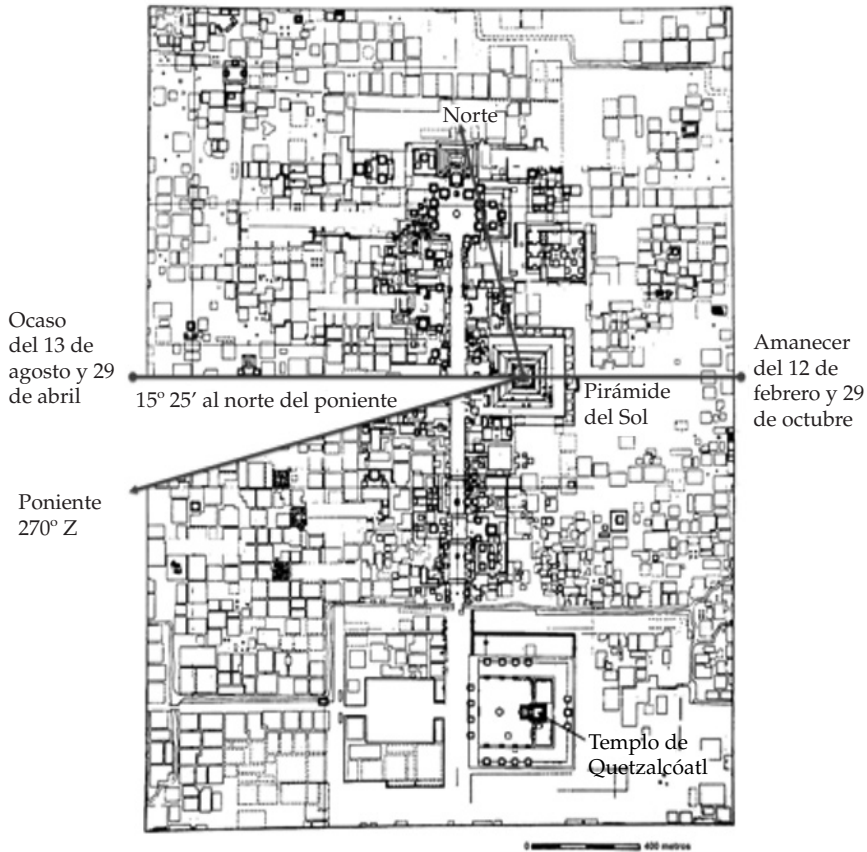 Norte
Ocaso
del 13 de
agosto y 29
de abril
Amanecer
del 12 de
febrero y 29
de octubre
15º 25′ al norte del poniente
Pirámide
del Sol
Poniente
270º Z
Templo de
Quetzalcóatl
0 400 metros